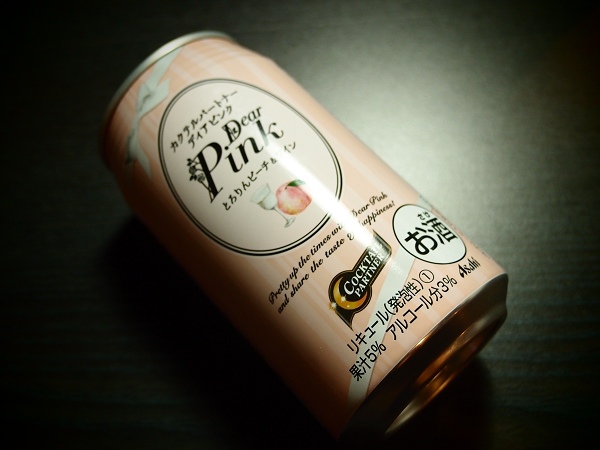 カクテルパートナー
ディアピンク
Dear
Pink
とろりんピーチ&
イン
Pretty up the times with Dear Pink
and share the taste & happiness!
COCKTAIL
PARTNER
お酒
Asahi
リキュール(発泡性)①
果汁5% アルコール分3%